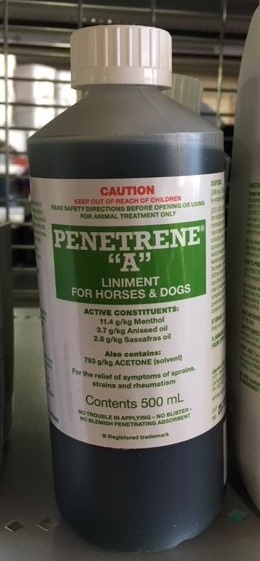 CAUTION
KEEP OUT OF REACH OF CHILDREN
READ SAFETY DIRECTIONS BEFORE OPENING OR USING
FOR ANIMAL TREATMENT ONLY
PENETRENE®
"A"
LINIMENT
FOR HORSES & DOGS
ACTIVE CONSTITUENTS:
11.4 g/kg Menthol
3.7 g/kg Aniseed oil
2.6 g/kg Sassafras oil
Also contains:
793 g/kg ACETONE (solvent)
For the relief of symptoms of sprains,
strains and rheumatism
Contents 500 mL
NO TROUBLE IN APPLYING – NO BLISTER –
NO BLEMISH PENETRATING ABSORBENT
® Registered trademark